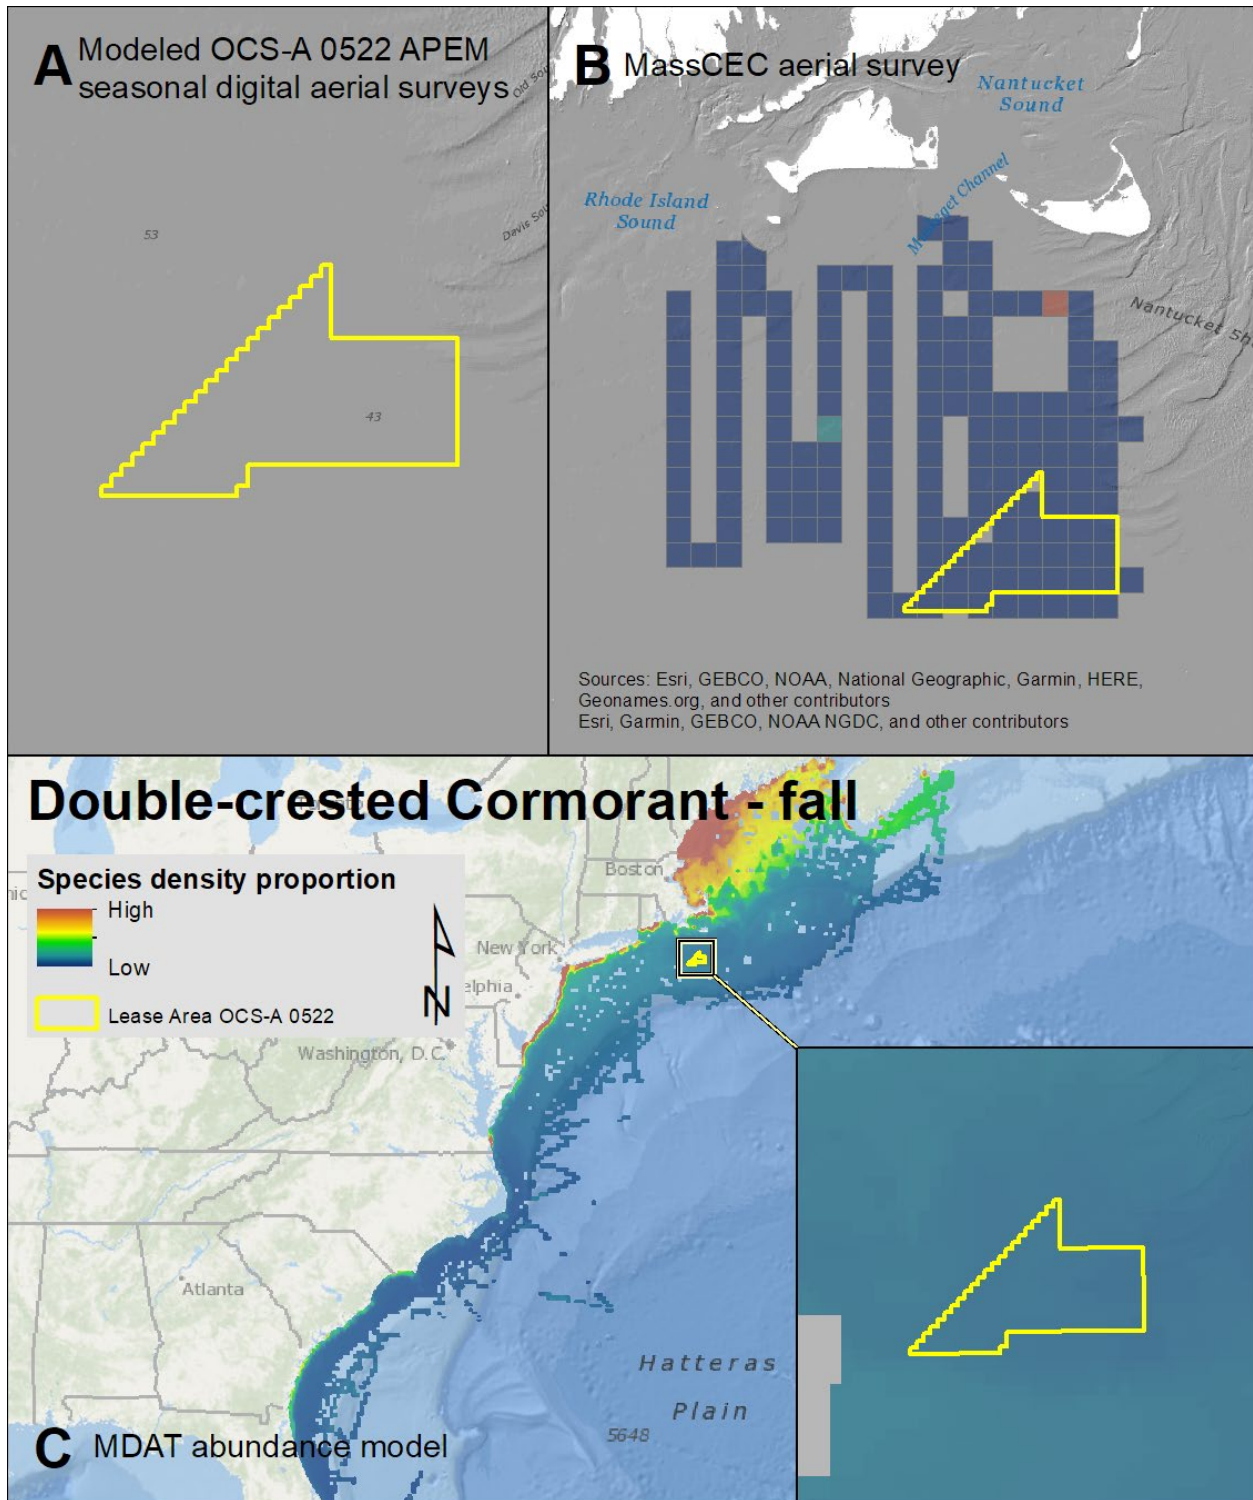 A Modeled OCS-A 0522 APEM
seasonal digital aerial surveys
53
43
B MassCEC aerial survey
Nantucket
Sound
Rhode Island
Sound
Channel
Nantucket
Sources: Esri, GEBCO, NOAA, National Geographic, Garmin, HERE,
Geonames.org, and other contributors
Esri, Garmin, GEBCO, NOAA NGDC, and other contributors
Double-crested Cormorant - fall
Species density proportion
High
Low
Lease Area OCS-A 0522
N
Boston
New York
elphia
Washington, D.C.
Atlanta
Hatteras
Plain
5648
C MDAT abundance model